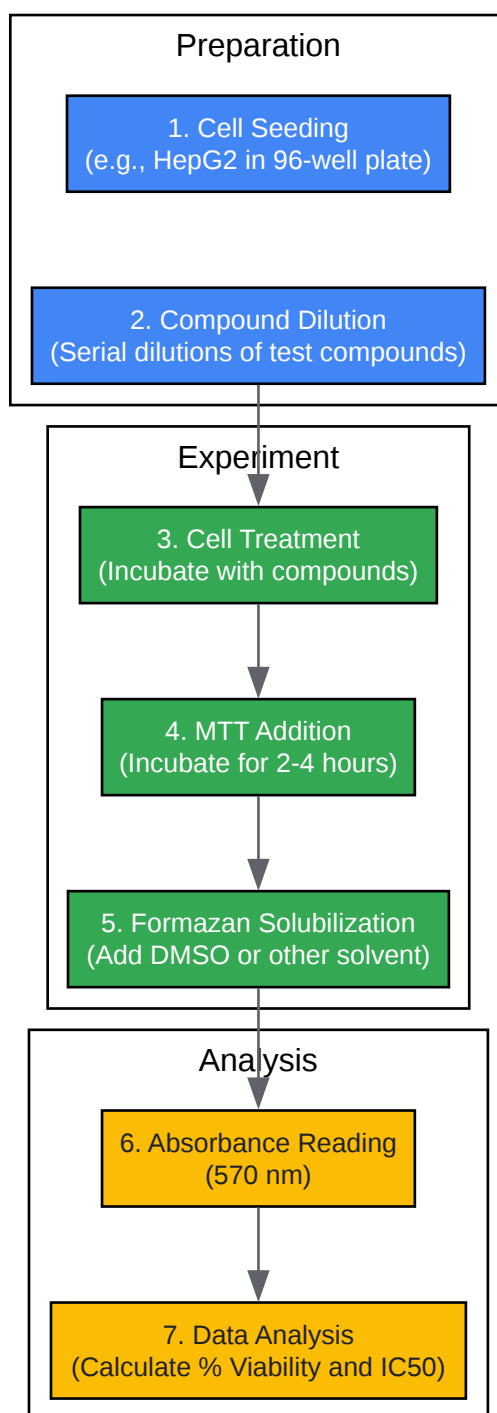 Preparation
1. Cell Seeding
(e.g., HepG2 in 96-well plate)
2. Compound Dilution
(Serial dilutions of test compounds)
Experiment
3. Cell Treatment
(Incubate with compounds)
4. MTT Addition
(Incubate for 2-4 hours)
5. Formazan Solubilization
(Add DMSO or other solvent)
Analysis
6. Absorbance Reading
(570 nm)
7. Data Analysis
(Calculate % Viability and IC50)